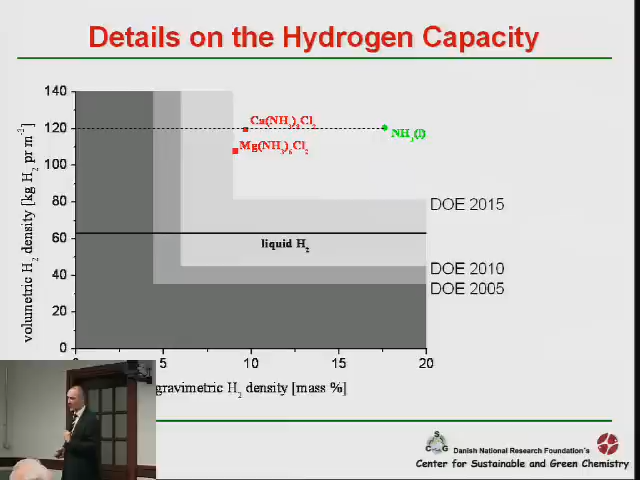 Details on the Hydrogen Capacity
140
120
100
80
60
40
20
0
volumetric H2 density [kg H2 pr m-3]
Ca(NH3)8Cl2
Mg(NH3)6Cl2
NH3(l)
DOE 2015
liquid H2
DOE 2010
DOE 2005
5
10
15
20
gravimetric H2 density [mass %]
Danish National Research Foundation's
Center for Sustainable and Green Chemistry